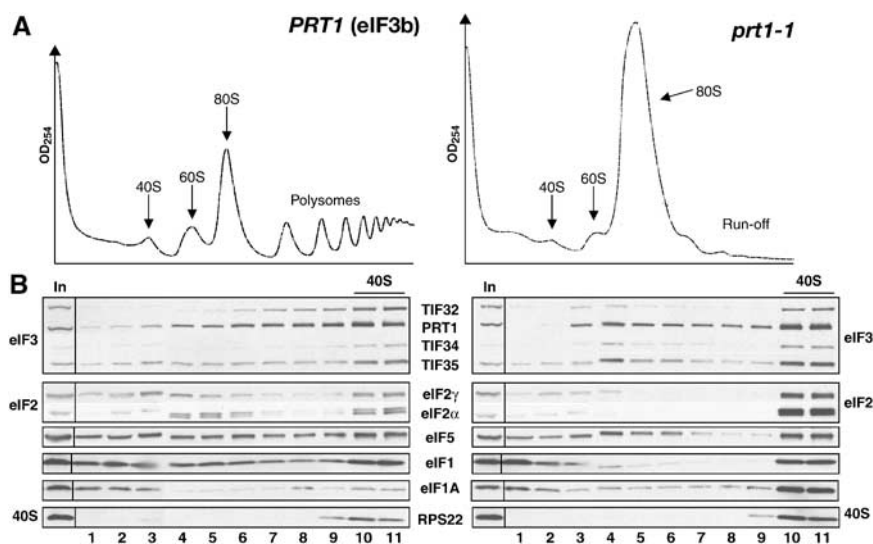 A
PRT1 (eIF3b)
prt1-1
OD254
40S
60S
80S
Polysomes
OD254
40S
60S
80S
Run-off
B
In
40S
In
40S
eIF3
TIF32
PRT1
TIF34
TIF35
eIF3
eIF2
eIF2γ
eIF2α
eIF2
eIF5
eIF1
eIF1A
40S
RPS22
40S
1 2 3 4 5 6 7 8 9 10 11
1 2 3 4 5 6 7 8 9 10 11